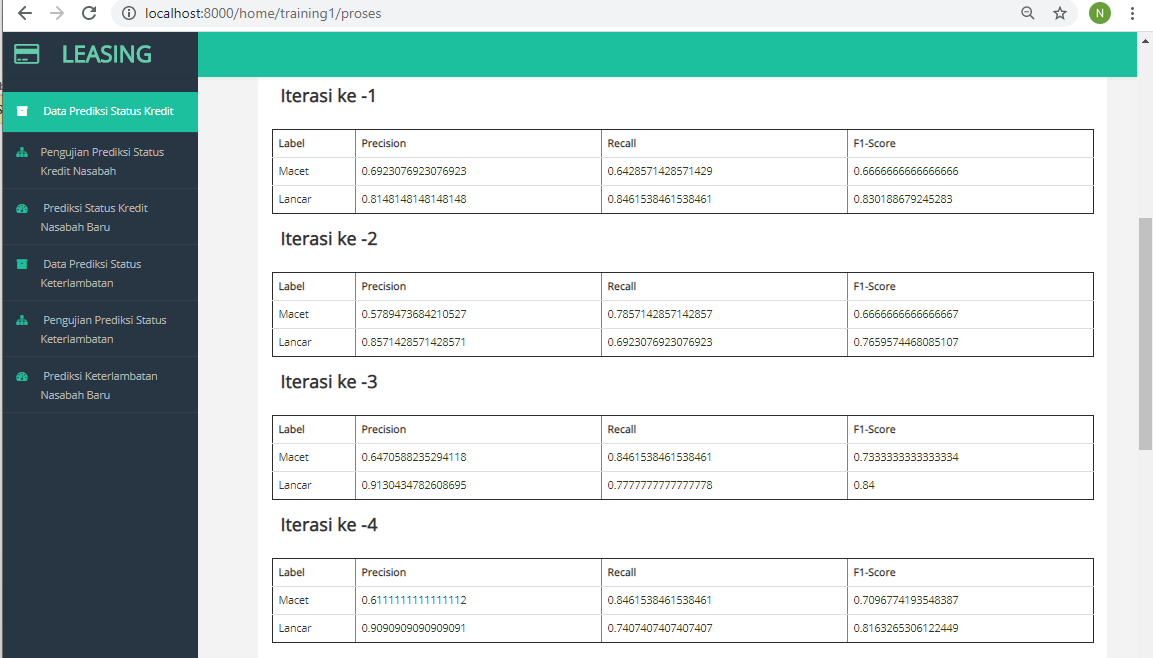 localhost:8000/home/training1/proses
N
LEASING
Data Prediksi Status Kredit
Pengujian Prediksi Status
Kredit Nasabah
Prediksi Status Kredit
Nasabah Baru
Data Prediksi Status
Keterlambatan
Pengujian Prediksi Status
Keterlambatan
Prediksi Keterlambatan
Nasabah Baru
Iterasi ke -1
Label Precision Recall F1-Score
Macet 0.6923076923076923 0.6428571428571429 0.6666666666666666
Lancar 0.8148148148148148 0.8461538461538461 0.830188679245283
Iterasi ke -2
Label Precision Recall F1-Score
Macet 0.5789473684210527 0.7857142857142857 0.6666666666666667
Lancar 0.8571428571428571 0.6923076923076923 0.7659574468085107
Iterasi ke -3
Label Precision Recall F1-Score
Macet 0.6470588235294118 0.8461538461538461 0.7333333333333334
Lancar 0.9130434782608695 0.7777777777777778 0.84
Iterasi ke -4
Label Precision Recall F1-Score
Macet 0.6111111111111112 0.8461538461538461 0.7096774193548387
Lancar 0.9090909090909091 0.7407407407407407 0.8163265306122449